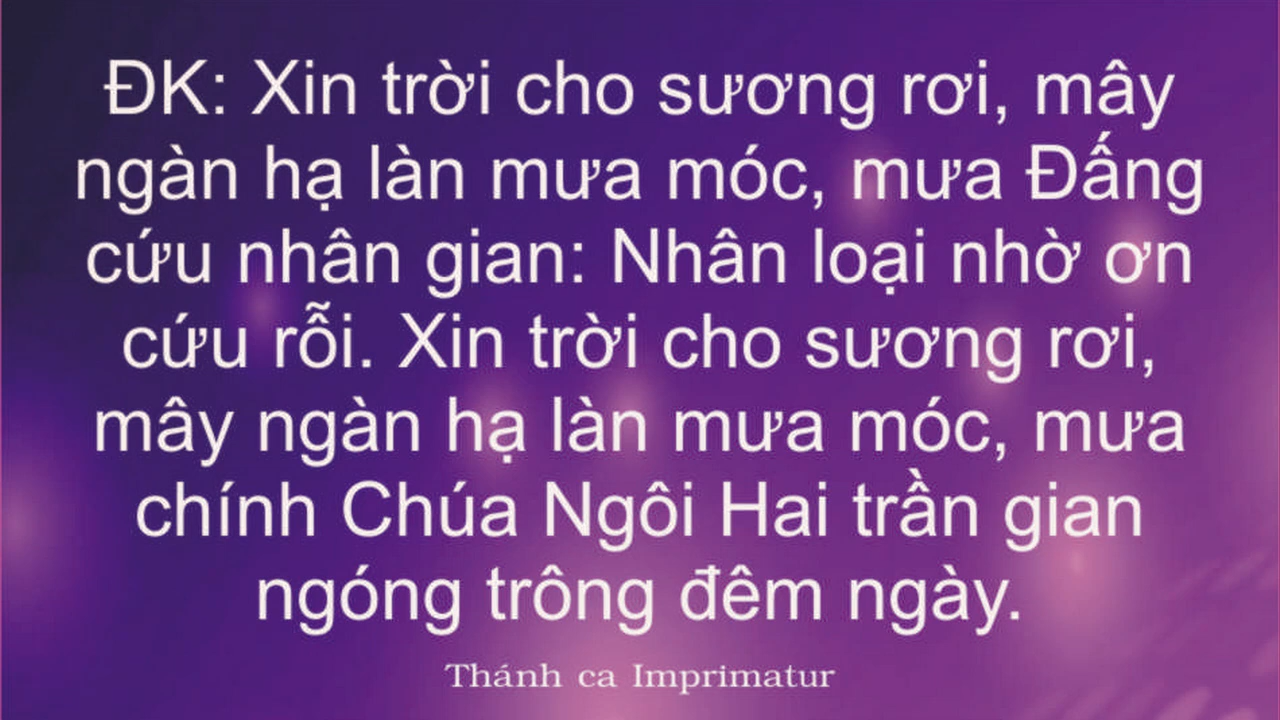 ĐK: Xin trời cho sương rơi, mây
ngàn hạ làn mưa móc, mưa Đấng
cứu nhân gian: Nhân loại nhờ ơn
cứu rỗi. Xin trời cho sương rơi,
mây ngàn hạ làn mưa móc, mưa
chính Chúa Ngôi Hai trần gian
ngóng trông đêm ngày.
Thánh ca Imprimatur